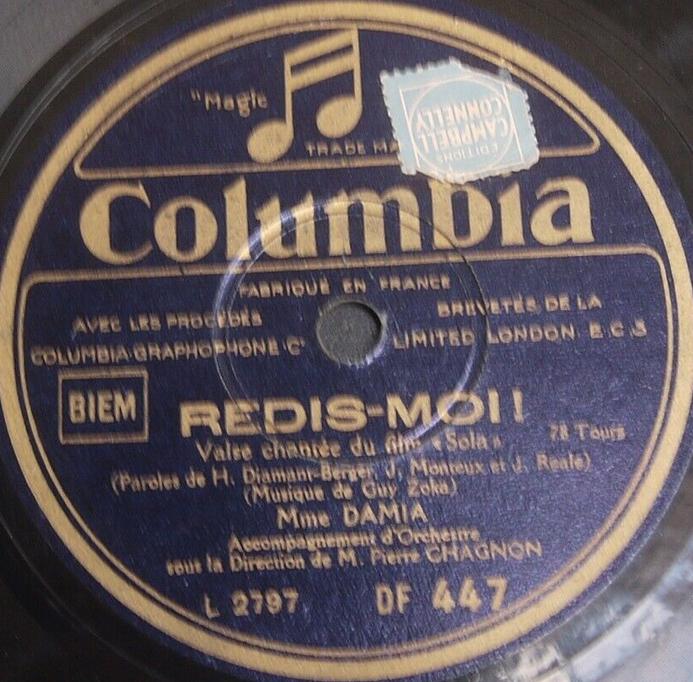 "Magic
TRADE MA
EDITIONS
CAMPBELL
CONNELLY
Columbia
FABRIQUÉ EN FRANCE
AVEC LES PROCÉDÉS
BREVETÉS DE LA
COLUMBIA GRAPHOPHONE Cº
LIMITED LONDON E.C.3
BIEM
REDIS-MOI!
Valse chantée du film «Sola» 78 Tours
(Paroles de H. Diamant-Berger, J. Monteux et J. Reale)
(Musique de Guy Zoka)
Mme DAMIA
Accompagnement d'Orchestre
sous la Direction de M. Pierre CHAGNON
L 2797 DF 447